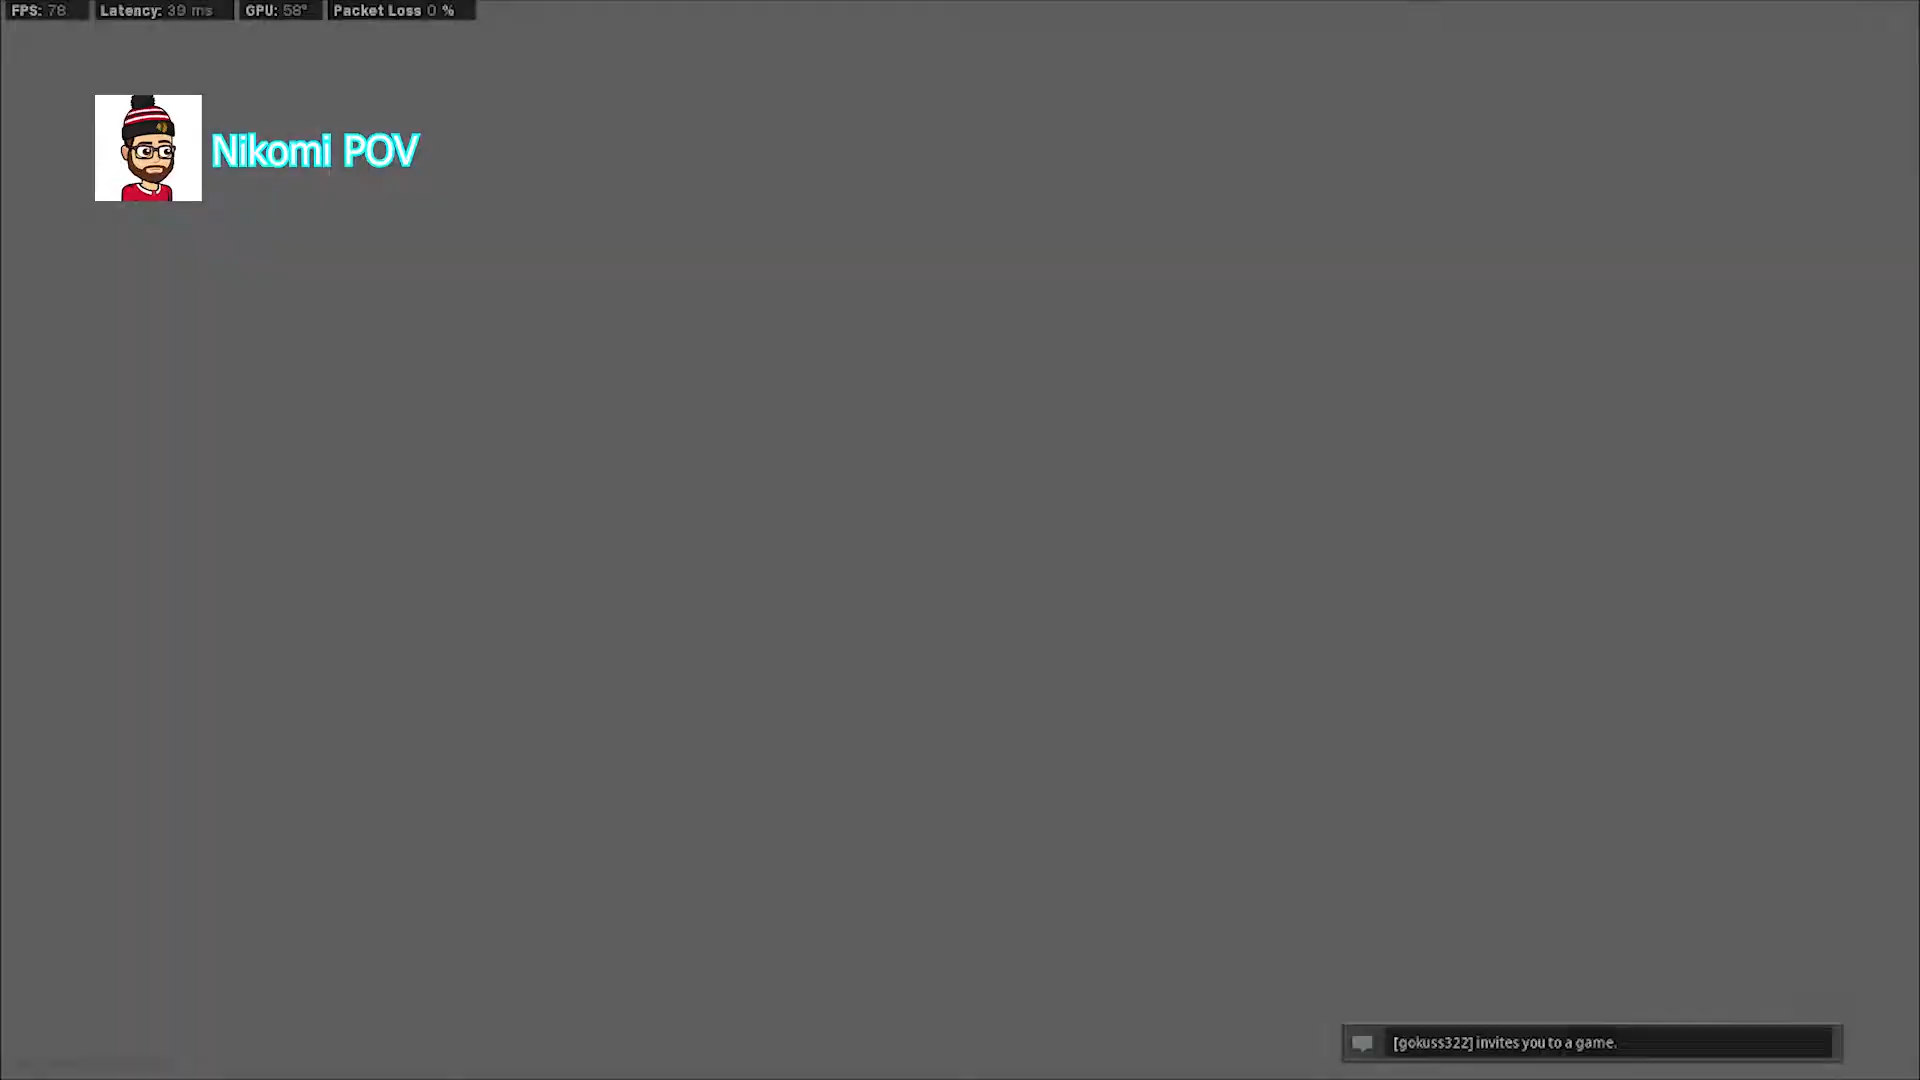 FPS: 78 Latency: 39 ms GPU: 58° Packet Loss 0 %
Nikomi POV
[gokuss322] invites you to a game.